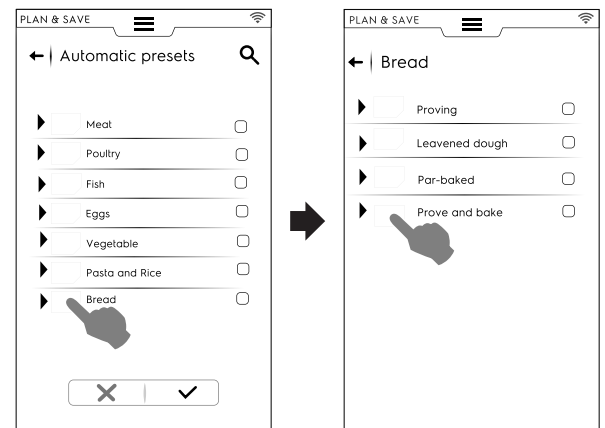 PLAN & SAVE
Automatic presets
Meat
Poultry
Fish
Eggs
Vegetable
Pasta and Rice
Bread
PLAN & SAVE
Bread
Proving
Leavened dough
Par-baked
Prove and bake